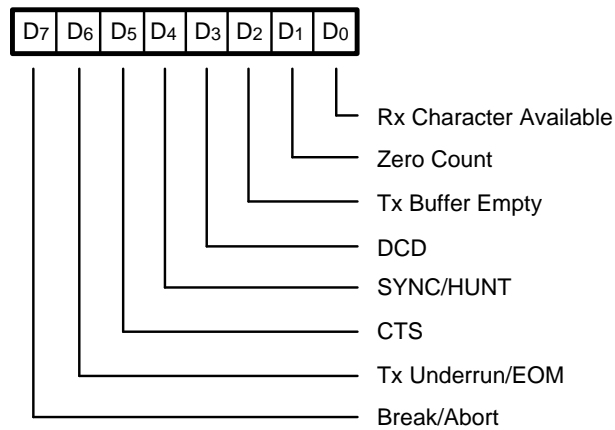 D7 D6 D5 D4 D3 D2 D1 D0
Rx Character Available
Zero Count
Tx Buffer Empty
DCD
SYNC/HUNT
CTS
Tx Underrun/EOM
Break/Abort